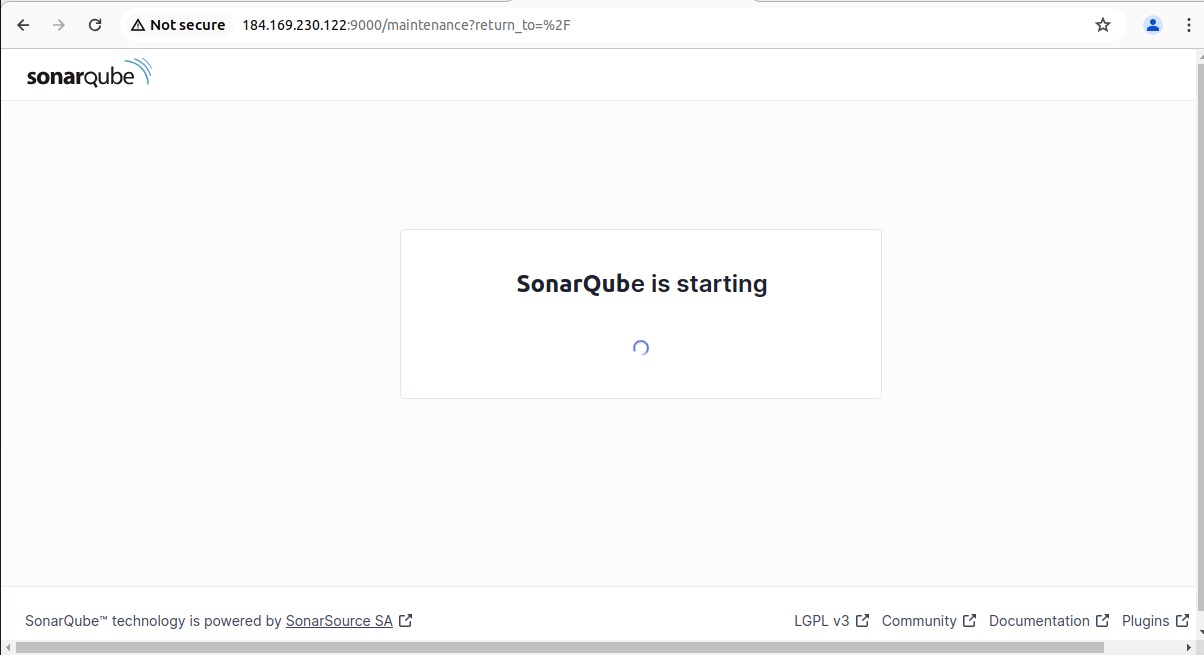 Not secure 184.169.230.122:9000/maintenance?return_to=%2F
sonarqube
SonarQube is starting
SonarQube™ technology is powered by SonarSource SA LGPL v3 Community Documentation Plugins